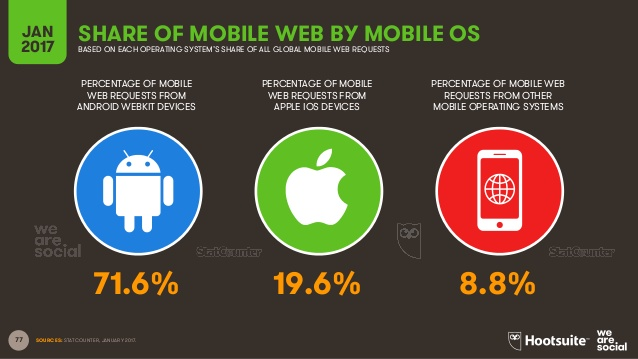 JAN
2017
SHARE OF MOBILE WEB BY MOBILE OS
BASED ON EACH OPERATING SYSTEM'S SHARE OF ALL GLOBAL MOBILE WEB REQUESTS
PERCENTAGE OF MOBILE
WEB REQUESTS FROM
ANDROID WEBKIT DEVICES
PERCENTAGE OF MOBILE
WEB REQUESTS FROM
APPLE IOS DEVICES
PERCENTAGE OF MOBILE WEB
REQUESTS FROM OTHER
MOBILE OPERATING SYSTEMS
we
are
social
StatCounter
StatCounter
71.6%
19.6%
8.8%
77
SOURCES: STATCOUNTER, JANUARY 2017.
Hootsuite™
we
are
social